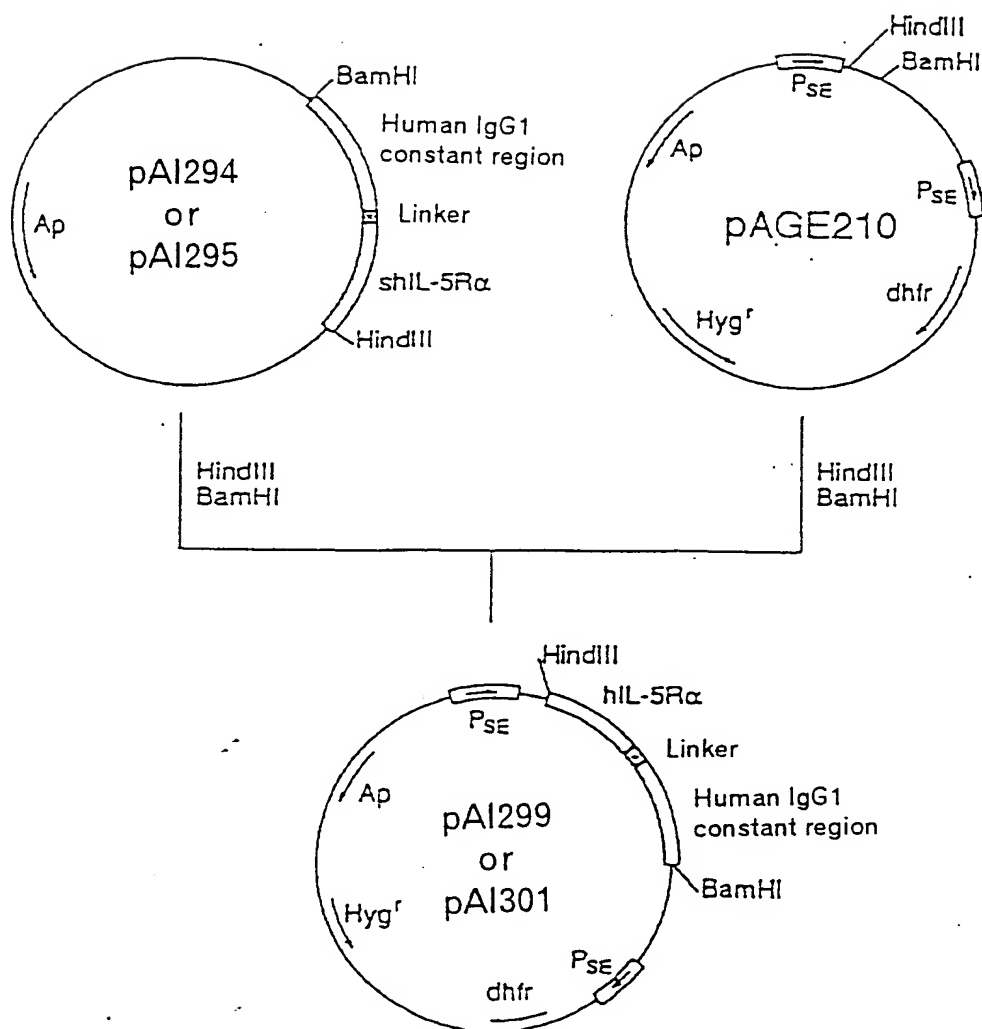 BamHI
Human IgG1
constant region
pAI294
or
pAI295
Ap
Linker
shIL-5Rα
HindIII
HindIII
BamHI
PSE
Ap
PSE
pAGE210
dhfr
Hygr
HindIII
BamHI
HindIII
BamHI
HindIII
hIL-5Rα
PSE
Linker
Ap
Human IgG1
constant region
pAI299
or
pAI301
BamHI
Hygr
PSE
dhfr